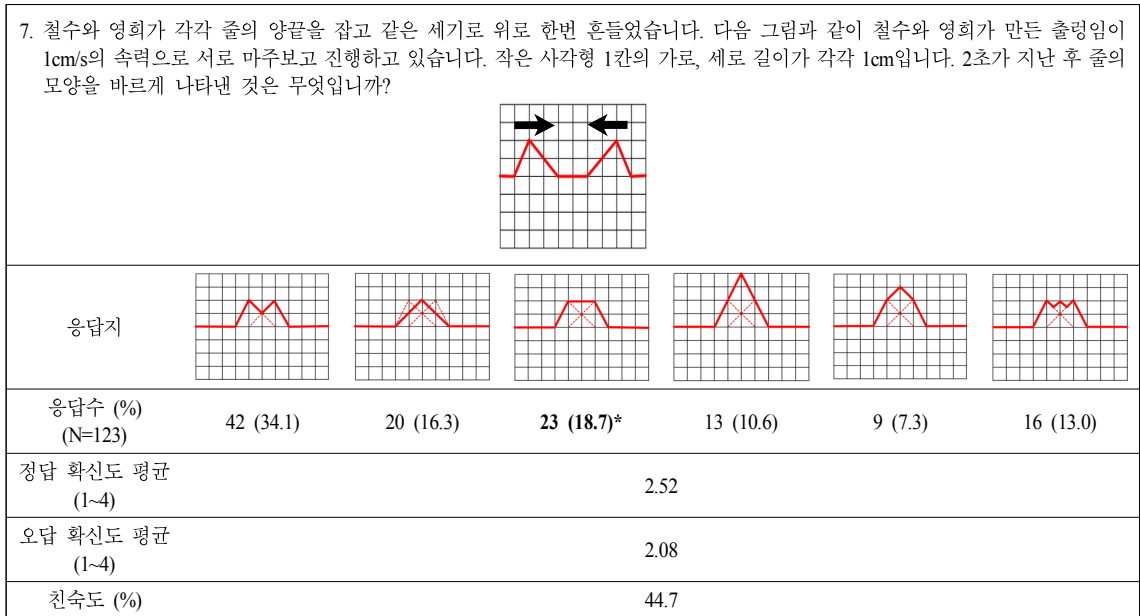 7. 철수와 영희가 각각 줄의 양끝을 잡고 같은 세기로 위로 한번 흔들었습니다. 다음 그림과 같이 철수와 영희가 만든 출렁임이
1cm/s의 속력으로 서로 마주보고 진행하고 있습니다. 작은 사각형 1칸의 가로, 세로 길이가 각각 1cm입니다. 2초가 지난 후 줄의
모양을 바르게 나타낸 것은 무엇입니까?
응답지
응답수 (%)
(N=123)
42 (34.1) 20 (16.3) 23 (18.7)* 13 (10.6) 9 (7.3) 16 (13.0)
정답 확신도 평균
(1~4)
2.52
오답 확신도 평균
(1~4)
2.08
친숙도 (%) 44.7